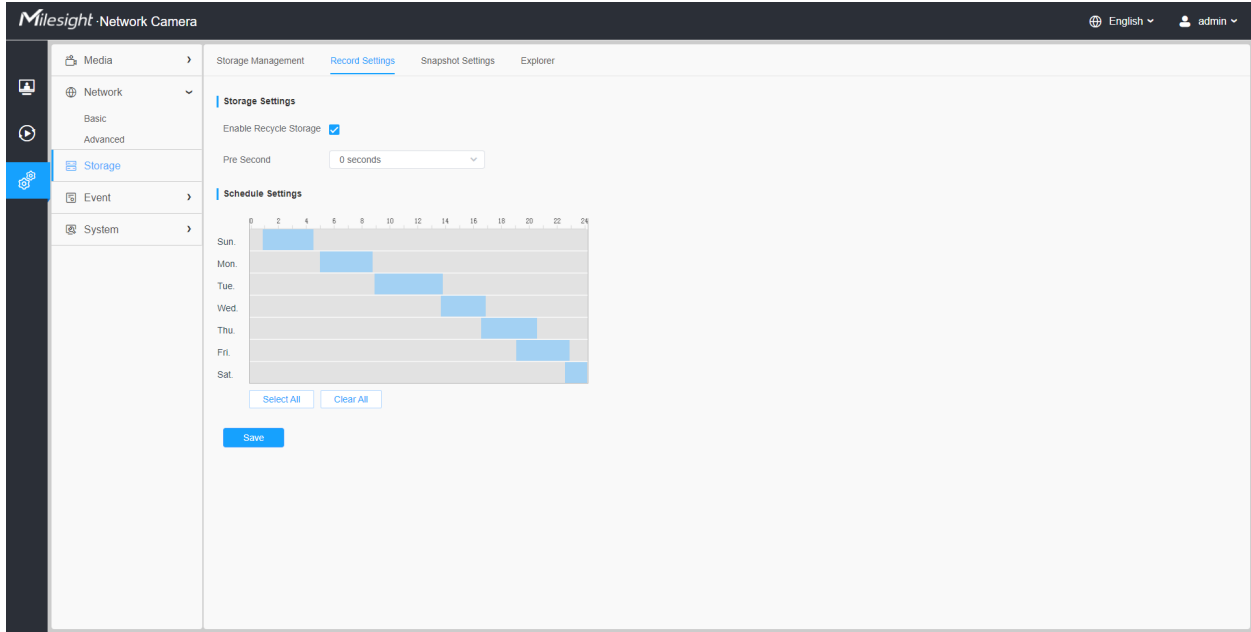 Milesight · Network Camera English admin
Media
Network
Basic
Advanced
Storage
Event
System
Storage Management Record Settings Snapshot Settings Explorer
Storage Settings
Enable Recycle Storage
Pre Second 0 seconds
Schedule Settings
0 2 4 6 8 10 12 14 16 18 20 22 24
Sun.
Mon.
Tue.
Wed.
Thu.
Fri.
Sat.
Select All Clear All
Save